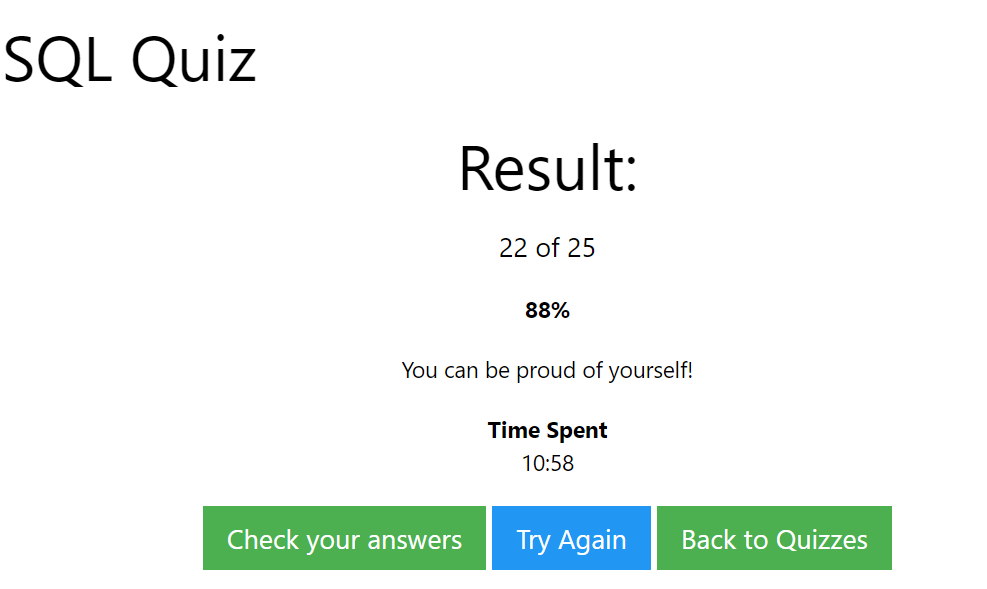 SQL Quiz
Result:
22 of 25
88%
You can be proud of yourself!
Time Spent
10:58
Check your answers Try Again Back to Quizzes